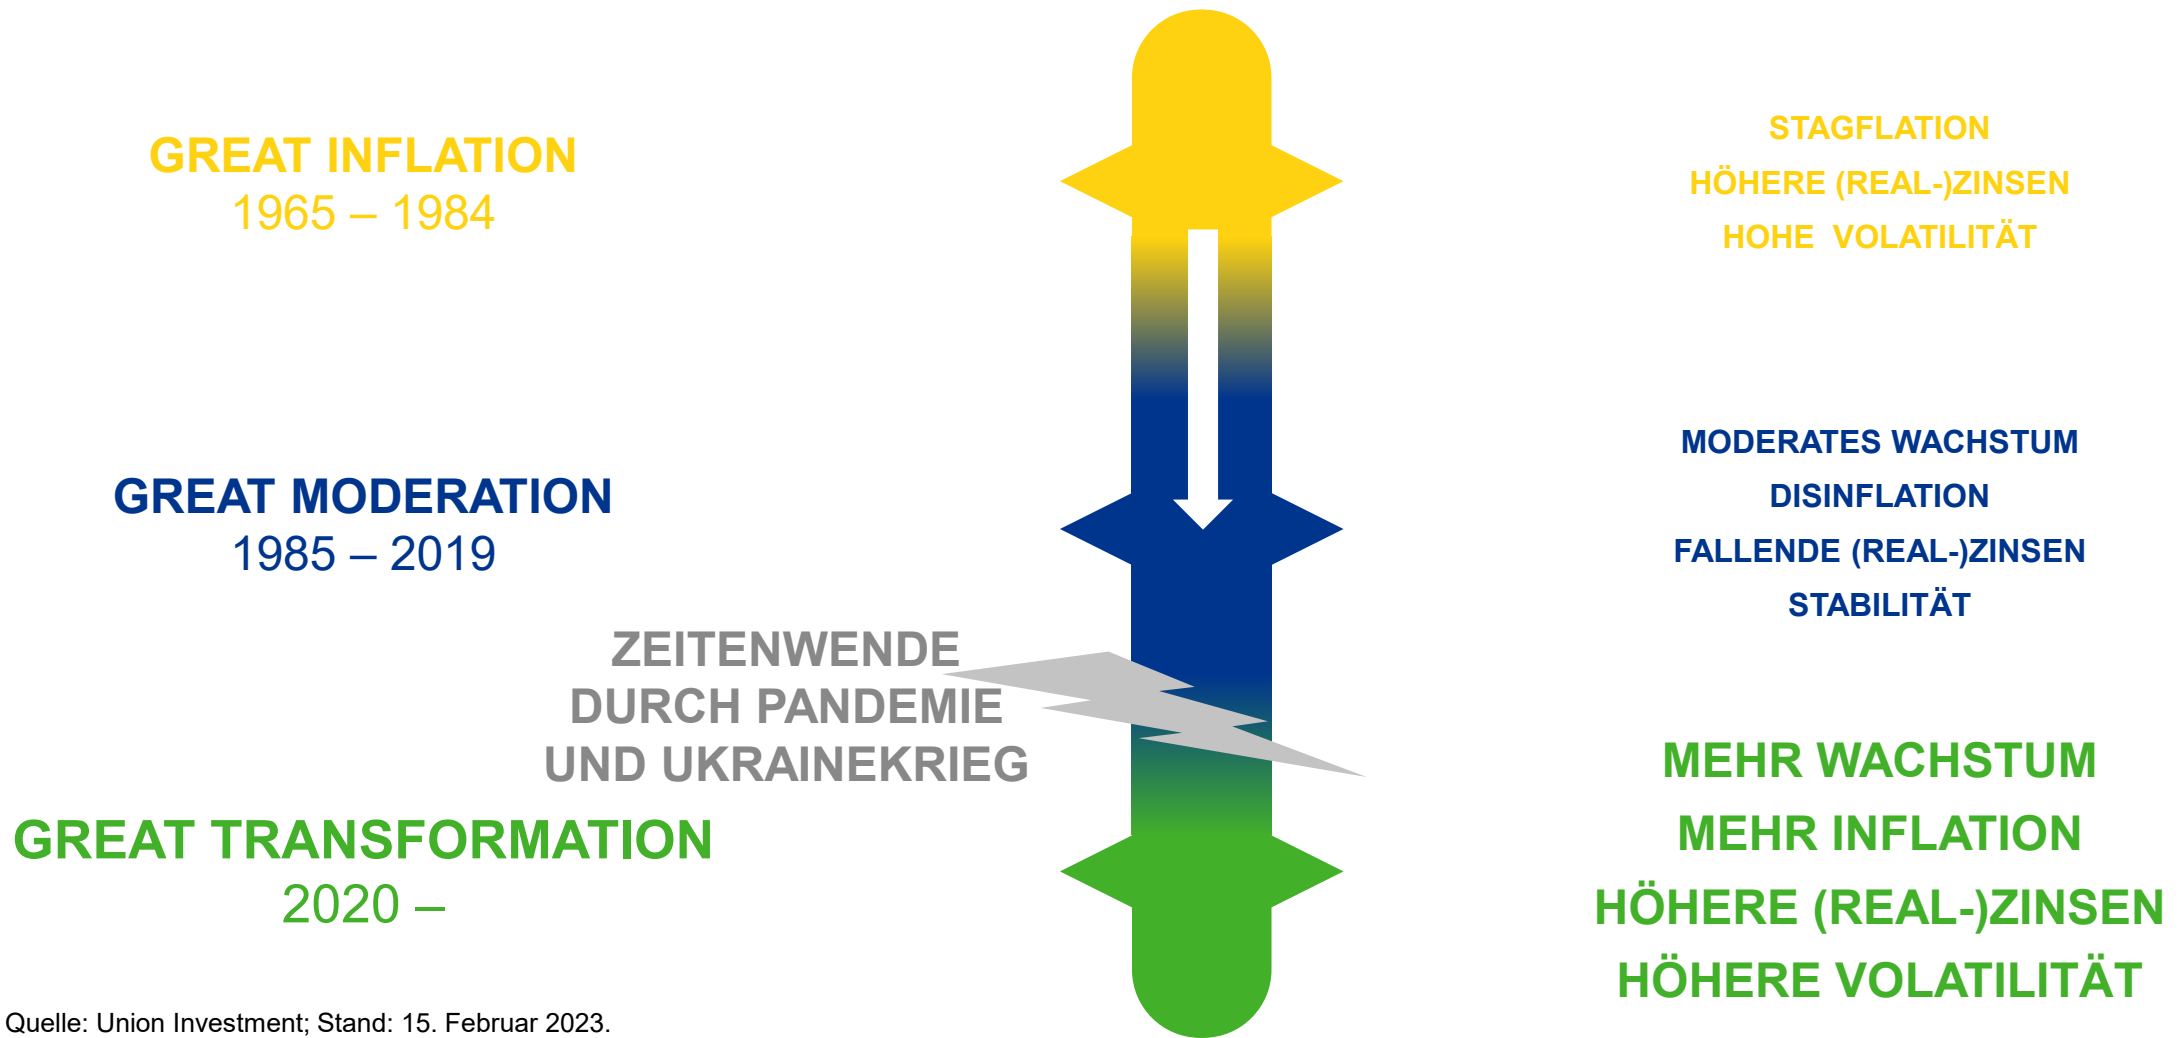 GREAT INFLATION
1965 – 1984
STAGFLATION
HÖHERE (REAL-)ZINSEN
HOHE VOLATILITÄT
GREAT MODERATION
1985 – 2019
MODERATES WACHSTUM
DISINFLATION
FALLENDE (REAL-)ZINSEN
STABILITÄT
ZEITENWENDE
DURCH PANDEMIE
UND UKRAINEKRIEG
GREAT TRANSFORMATION
2020 –
MEHR WACHSTUM
MEHR INFLATION
HÖHERE (REAL-)ZINSEN
HÖHERE VOLATILITÄT
Quelle: Union Investment; Stand: 15. Februar 2023.